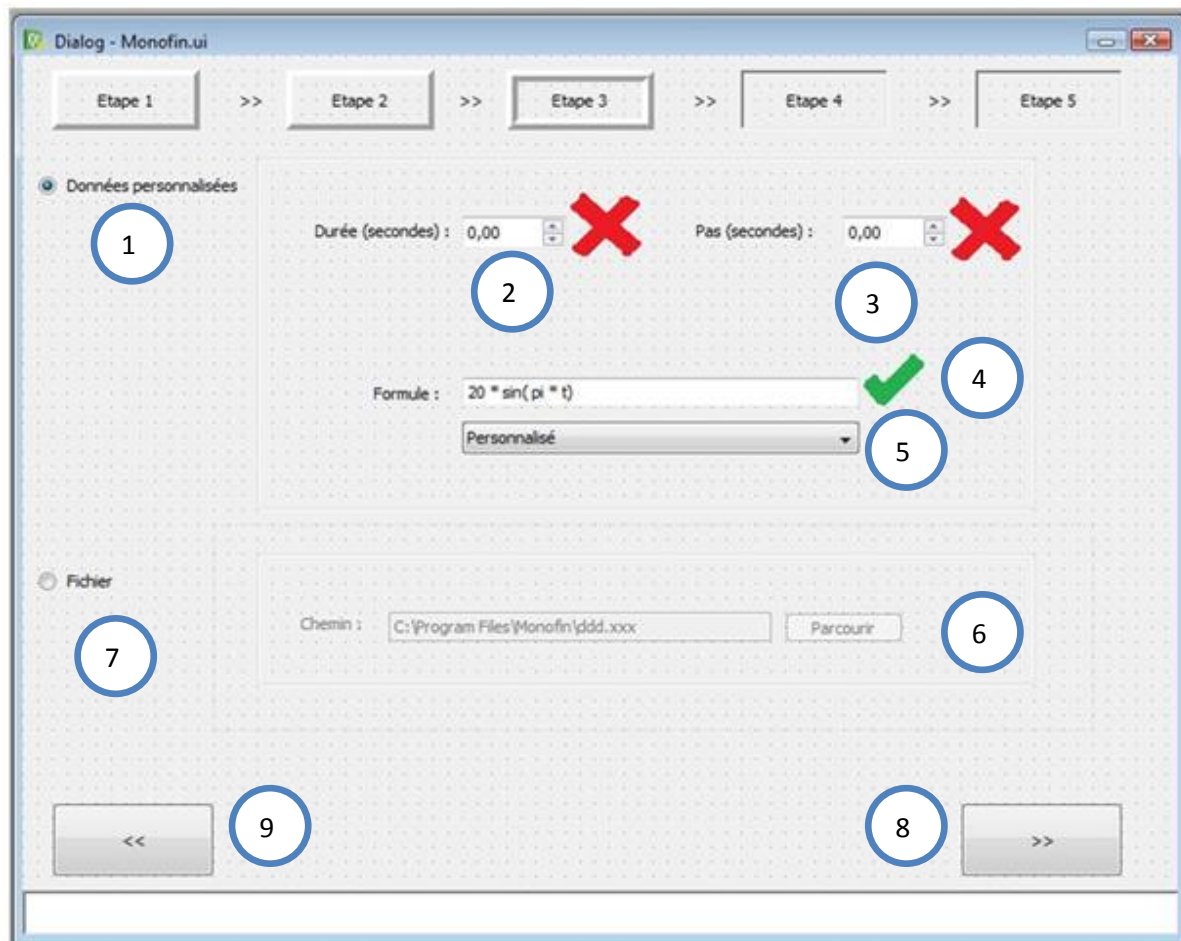 Dialog - Monofin.ui
Etape 1 >> Etape 2 >> Etape 3 >> Etape 4 >> Etape 5
Données personnalisées
1
Durée (secondes) : 0,00 Pas (secondes) : 0,00
2
3
4
Formule : 20 * sin( pi * t)
Personnalisé
5
Fichier
Chemin : C:\Program Files\Monofin\ddd.xxx Parcourir
6
7
9
8
<< >>